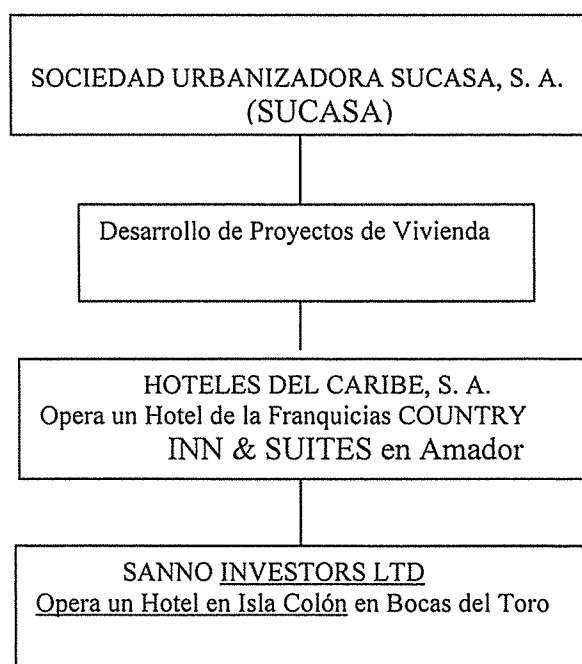 SOCIEDAD URBANIZADORA SUCASA, S. A.
(SUCASA)
Desarrollo de Proyectos de Vivienda
HOTELES DEL CARIBE, S. A.
Opera un Hotel de la Franquicias COUNTRY
INN & SUITES en Amador
SANNO INVESTORS LTD
Opera un Hotel en Isla Colón en Bocas del Toro